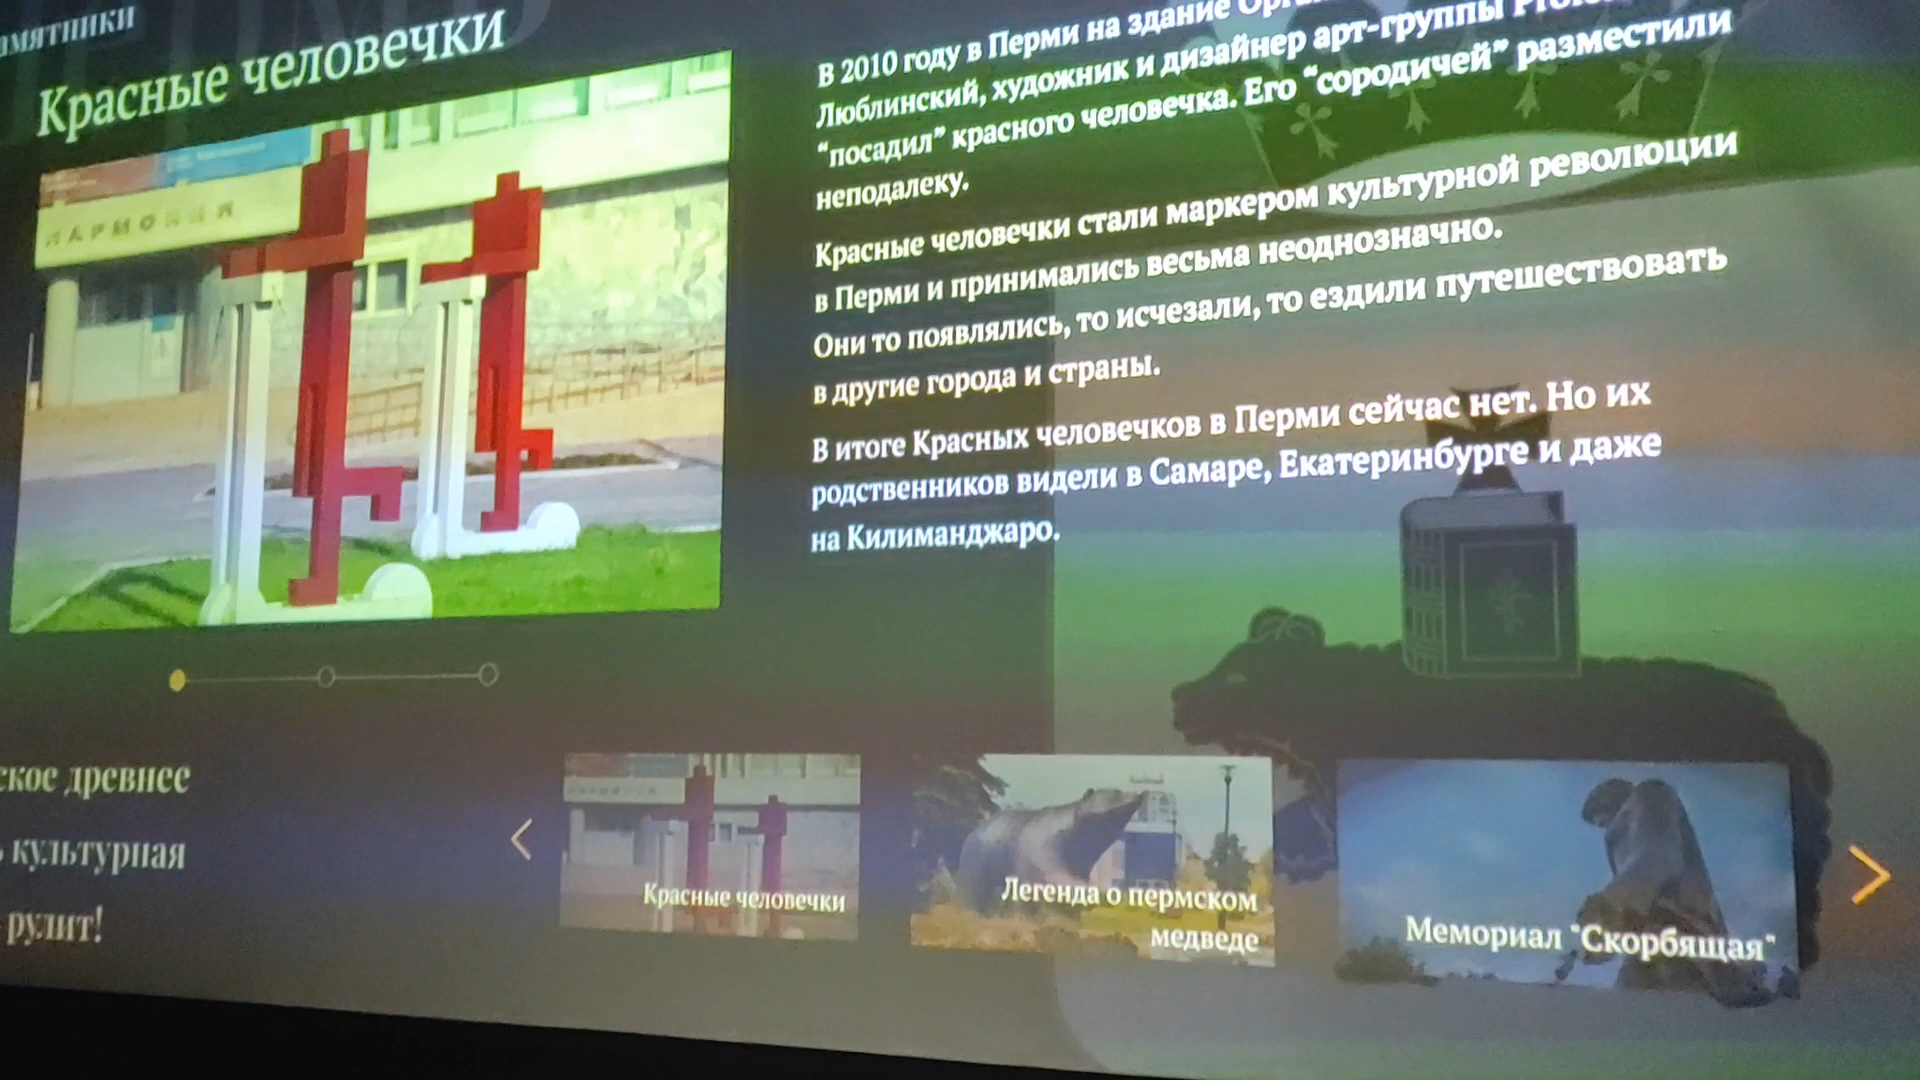 Красные человечки
В 2010 году в Перми на здание
Люблинский, художник и дизайнер арт-группы
“посадил” красного человечка. Его “сородичей” разместили
неподалеку.
Красные человечки стали маркером культурной революции
в Перми и принимались весьма неоднозначно.
Они то появлялись, то исчезали, то ездили путешествовать
в другие города и страны.
В итоге Красных человечков в Перми сейчас нет. Но их
родственников видели в Самаре, Екатеринбурге и даже
на Килиманджаро.
древнее
культурная
рулит!
Красные человечки
Легенда о пермском
медведе
Мемориал "Скорбящая"